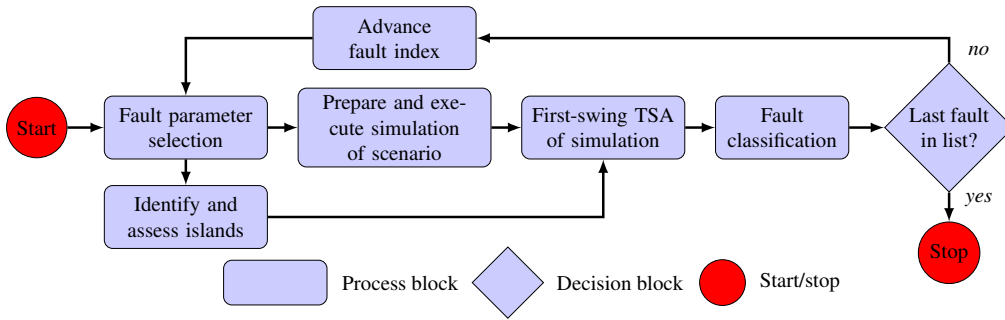 Advance
fault index
no
Start
Fault parameter
selection
Prepare and exe-
cute simulation
of scenario
First-swing TSA
of simulation
Fault
classification
Last fault
in list?
Identify and
assess islands
yes
Stop
Process block
Decision block
Start/stop